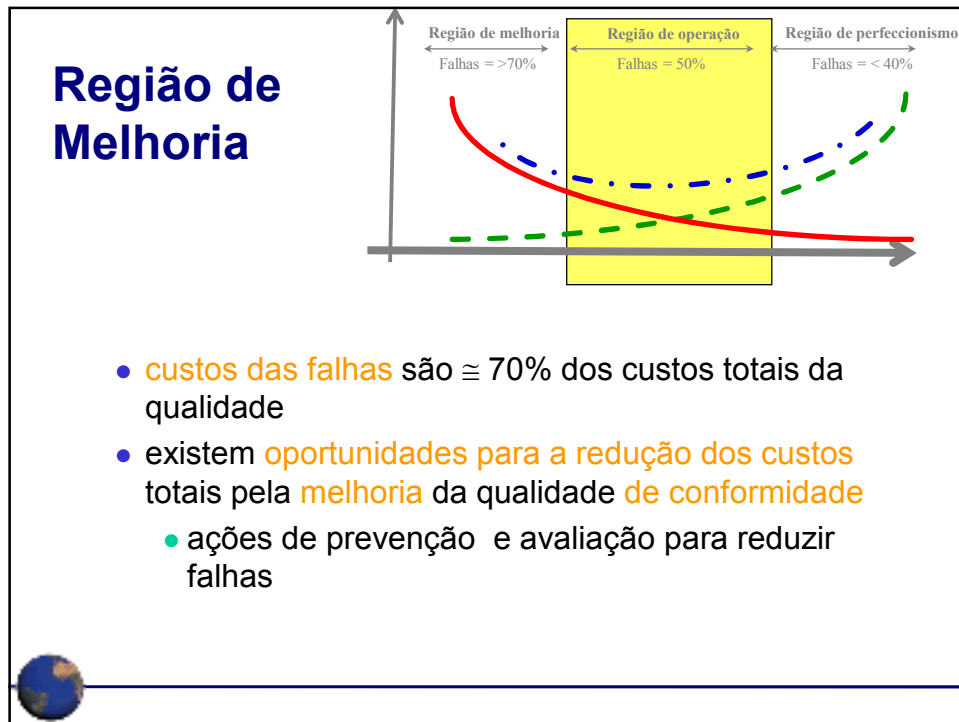 Região de melhoria Região de operação Região de perfeccionismo
Falhas = >70% Falhas = 50% Falhas = < 40%
Região de
Melhoria
● custos das falhas são ≅ 70% dos custos totais da
qualidade
● existem oportunidades para a redução dos custos
totais pela melhoria da qualidade de conformidade
● ações de prevenção e avaliação para reduzir
falhas